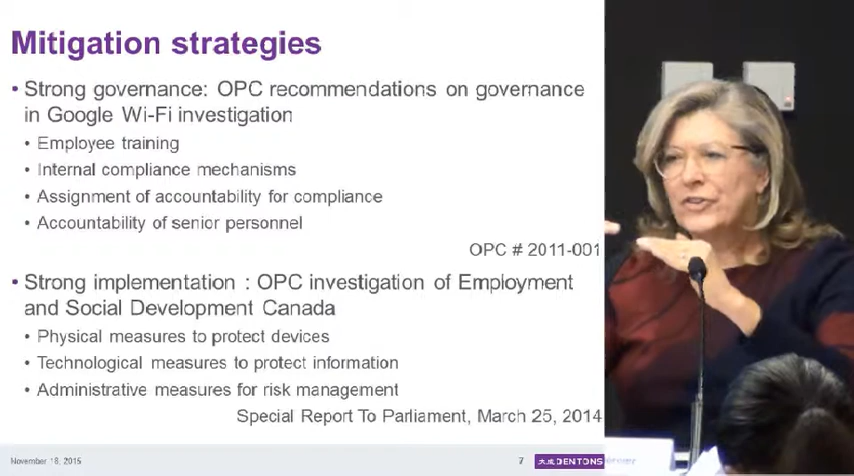 Mitigation strategies
• Strong governance: OPC recommendations on governance
in Google Wi-Fi investigation
• Employee training
• Internal compliance mechanisms
• Assignment of accountability for compliance
• Accountability of senior personnel
OPC # 2011-001
• Strong implementation : OPC investigation of Employment
and Social Development Canada
• Physical measures to protect devices
• Technological measures to protect information
• Administrative measures for risk management
Special Report To Parliament, March 25, 2014
November 18, 2015
7
大成 DENTONS